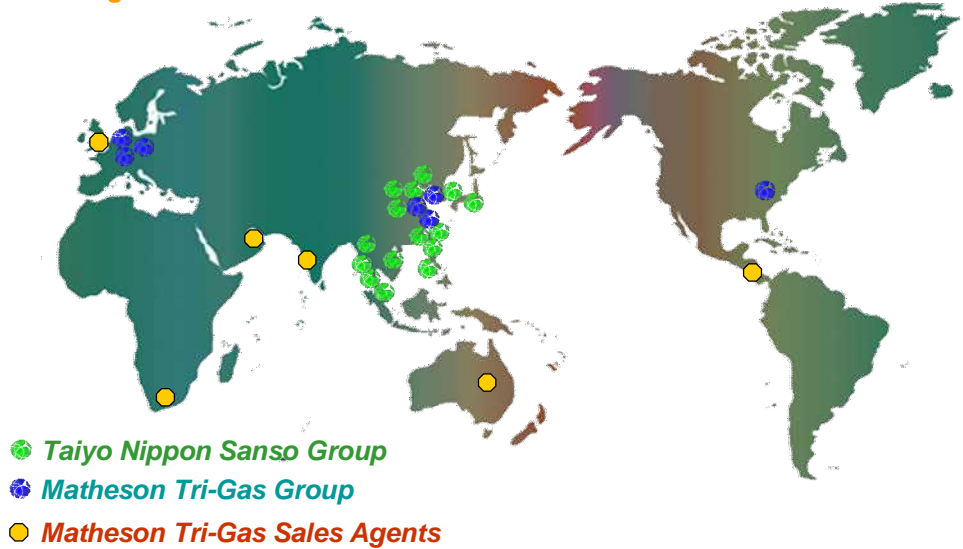 Taiyo Nippon Sanso Group
Matheson Tri-Gas Group
Matheson Tri-Gas Sales Agents